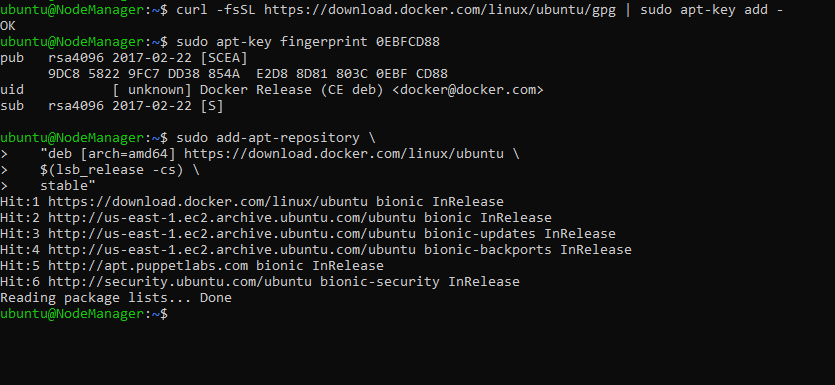 ubuntu@NodeManager:~$ curl -fsSL https://download.docker.com/linux/ubuntu/gpg | sudo apt-key add -
OK
ubuntu@NodeManager:~$ sudo apt-key fingerprint 0EBFCD88
pub   rsa4096 2017-02-22 [SCEA]
      9DC8 5822 9FC7 DD38 854A  E2D8 8D81 803C 0EBF CD88
uid           [ unknown] Docker Release (CE deb) <docker@docker.com>
sub   rsa4096 2017-02-22 [S]

ubuntu@NodeManager:~$ sudo add-apt-repository \
>    "deb [arch=amd64] https://download.docker.com/linux/ubuntu \
>    $(lsb_release -cs) \
>    stable"
Hit:1 https://download.docker.com/linux/ubuntu bionic InRelease
Hit:2 http://us-east-1.ec2.archive.ubuntu.com/ubuntu bionic InRelease
Hit:3 http://us-east-1.ec2.archive.ubuntu.com/ubuntu bionic-updates InRelease
Hit:4 http://us-east-1.ec2.archive.ubuntu.com/ubuntu bionic-backports InRelease
Hit:5 http://apt.puppetlabs.com bionic InRelease
Hit:6 http://security.ubuntu.com/ubuntu bionic-security InRelease
Reading package lists... Done
ubuntu@NodeManager:~$